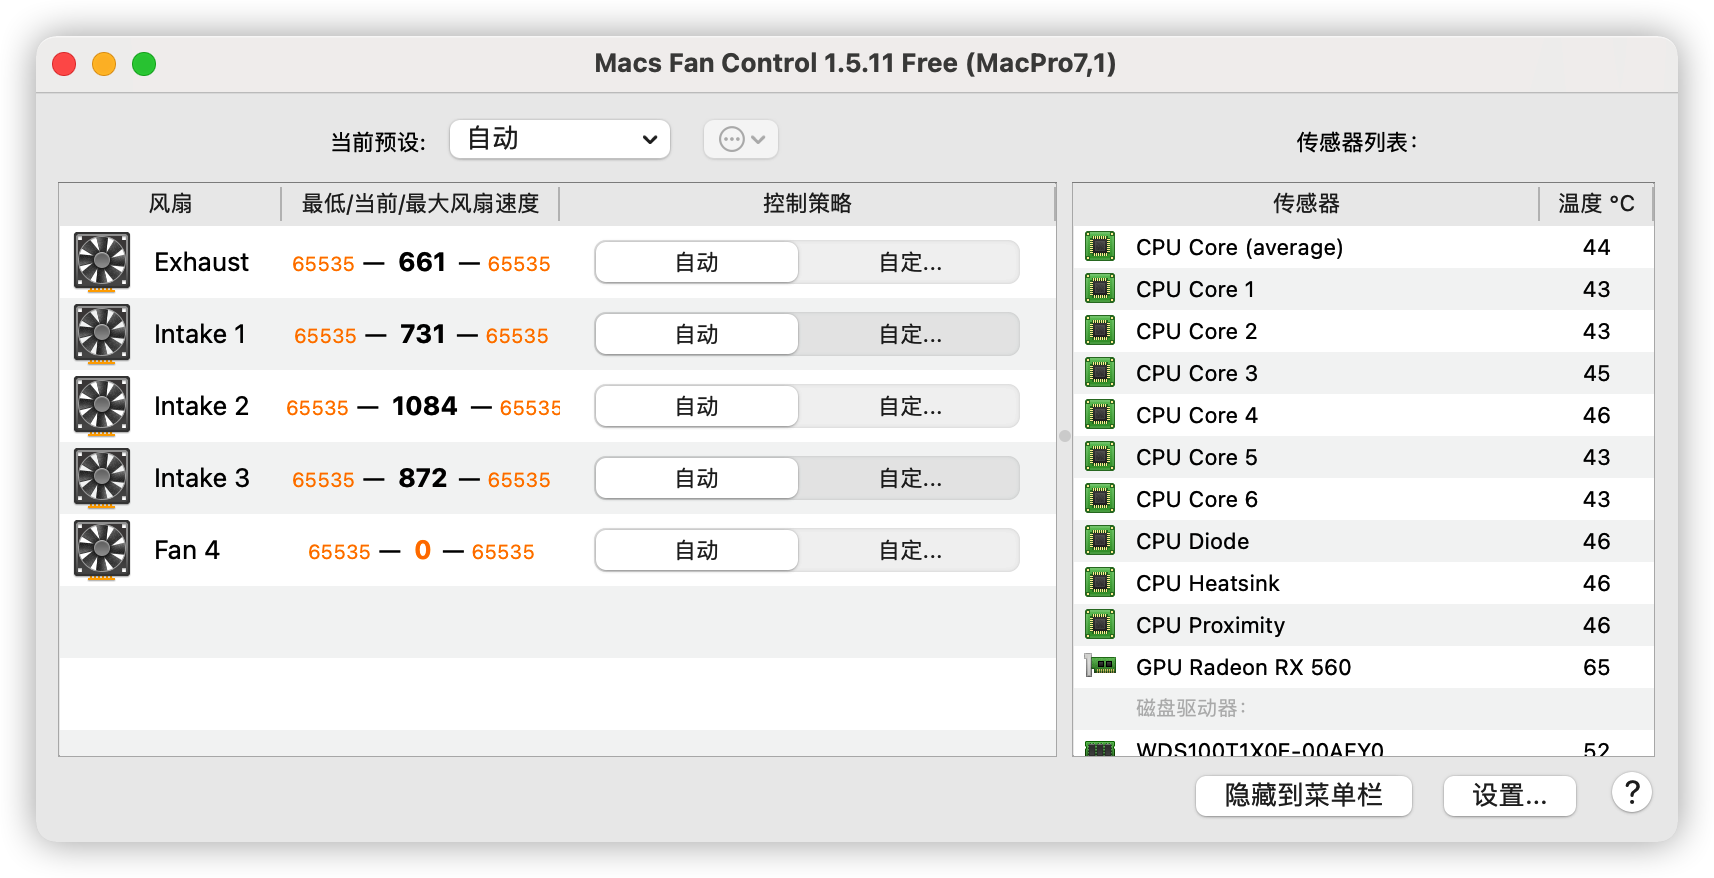 Macs Fan Control 1.5.11 Free (MacPro7,1)
当前预设: 自动
传感器列表:
风扇 最低/当前/最大风扇速度 控制策略
Exhaust 65535 — 661 — 65535 自动 自定...
Intake 1 65535 — 731 — 65535 自动 自定...
Intake 2 65535 — 1084 — 65535 自动 自定...
Intake 3 65535 — 872 — 65535 自动 自定...
Fan 4 65535 — 0 — 65535 自动 自定...
传感器 温度 °C
CPU Core (average) 44
CPU Core 1 43
CPU Core 2 43
CPU Core 3 45
CPU Core 4 46
CPU Core 5 43
CPU Core 6 43
CPU Diode 46
CPU Heatsink 46
CPU Proximity 46
GPU Radeon RX 560 65
磁盘驱动器:
WDS100T1X0E-00AFY0 52
隐藏到菜单栏 设置... ?